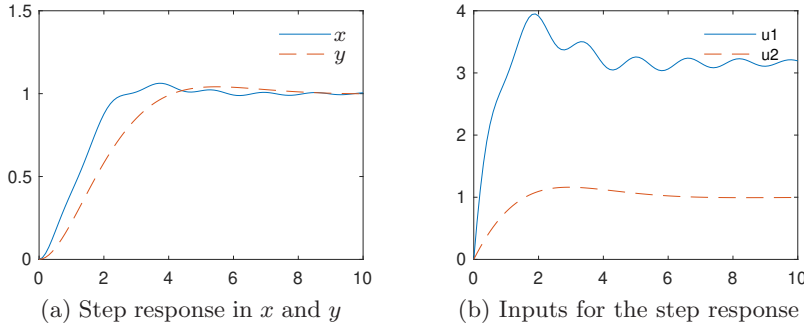 1.5
x
y
1
0.5
0
0 2 4 6 8 10
(a) Step response in x and y
4
u1
u2
3
2
1
0
0 2 4 6 8 10
(b) Inputs for the step response